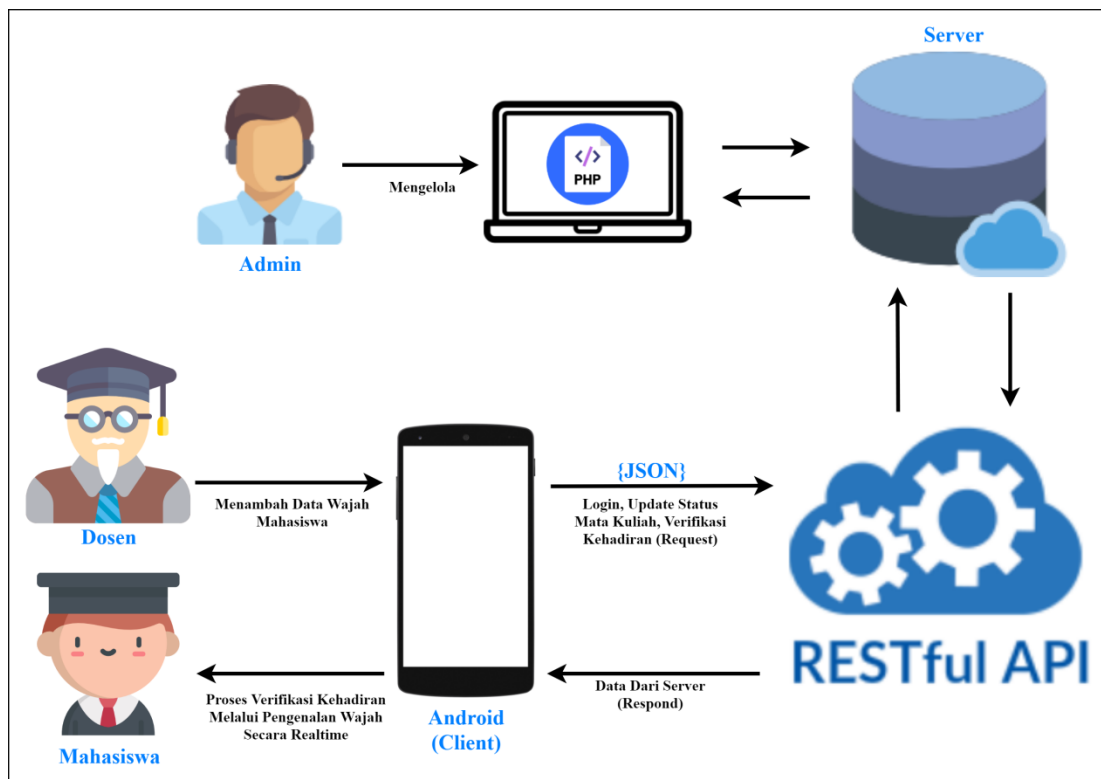 Server
</>
PHP
Mengelola
Admin
{JSON}
Menambah Data Wajah
Mahasiswa
Login, Update Status
Mata Kuliah, Verifikasi
Kehadiran (Request)
Dosen
RESTful API
Proses Verifikasi Kehadiran
Melalui Pengenalan Wajah
Secara Realtime
Data Dari Server
(Respond)
Android
(Client)
Mahasiswa